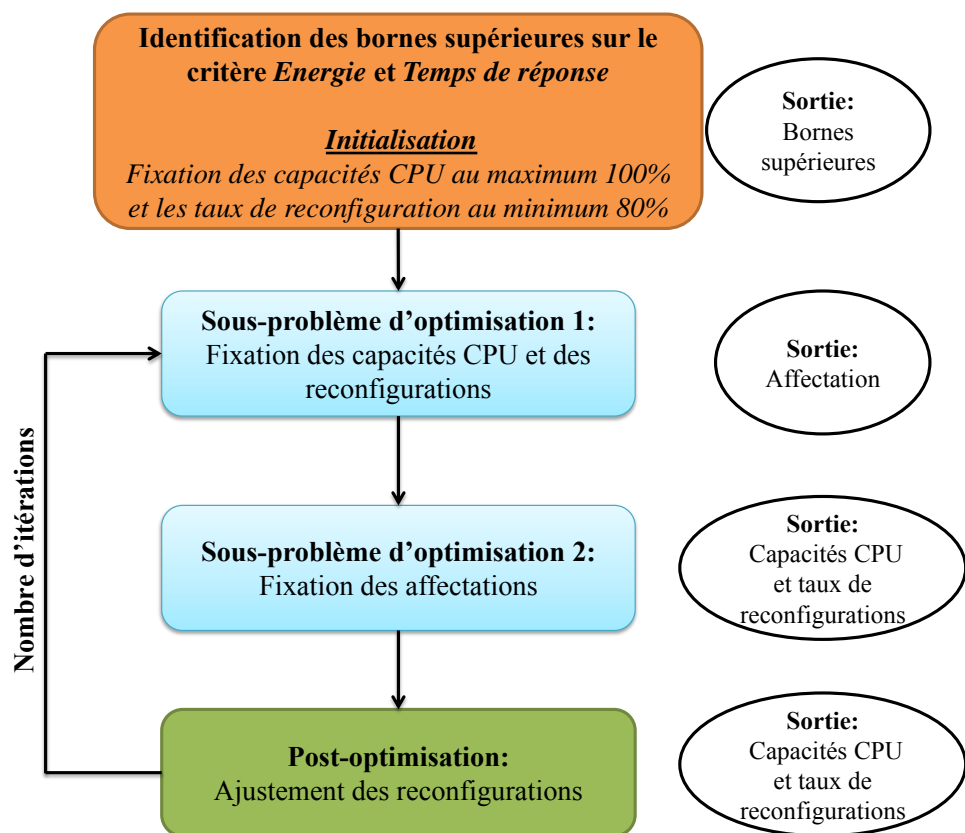 Identification des bornes supérieures sur le
critère Energie et Temps de réponse
Initialisation
Fixation des capacités CPU au maximum 100%
et les taux de reconfiguration au minimum 80%
Sortie:
Bornes
supérieures
Sous-problème d’optimisation 1:
Fixation des capacités CPU et des
reconfigurations
Sortie:
Affectation
Nombre d’itérations
Sous-problème d’optimisation 2:
Fixation des affectations
Sortie:
Capacités CPU
et taux de
reconfigurations
Post-optimisation:
Ajustement des reconfigurations
Sortie:
Capacités CPU
et taux de
reconfigurations